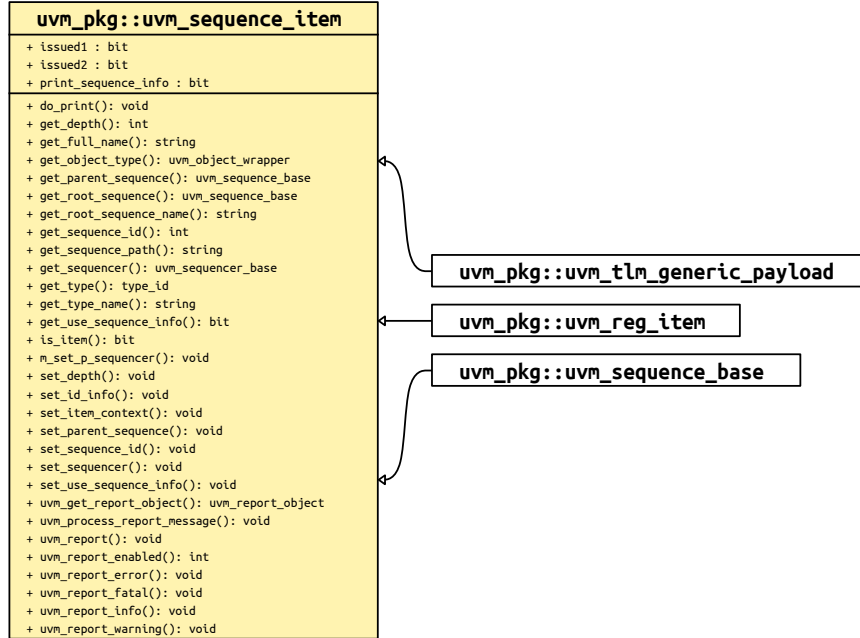 uvm_pkg::uvm_sequence_item
+ issued1 : bit
+ issued2 : bit
+ print_sequence_info : bit
+ do_print(): void
+ get_depth(): int
+ get_full_name(): string
+ get_object_type(): uvm_object_wrapper
+ get_parent_sequence(): uvm_sequence_base
+ get_root_sequence(): uvm_sequence_base
+ get_root_sequence_name(): string
+ get_sequence_id(): int
+ get_sequence_path(): string
+ get_sequencer(): uvm_sequencer_base
+ get_type(): type_id
+ get_type_name(): string
+ get_use_sequence_info(): bit
+ is_item(): bit
+ m_set_p_sequencer(): void
+ set_depth(): void
+ set_id_info(): void
+ set_item_context(): void
+ set_parent_sequence(): void
+ set_sequence_id(): void
+ set_sequencer(): void
+ set_use_sequence_info(): void
+ uvm_get_report_object(): uvm_report_object
+ uvm_process_report_message(): void
+ uvm_report(): void
+ uvm_report_enabled(): int
+ uvm_report_error(): void
+ uvm_report_fatal(): void
+ uvm_report_info(): void
+ uvm_report_warning(): void
uvm_pkg::uvm_tlm_generic_payload
uvm_pkg::uvm_reg_item
uvm_pkg::uvm_sequence_base